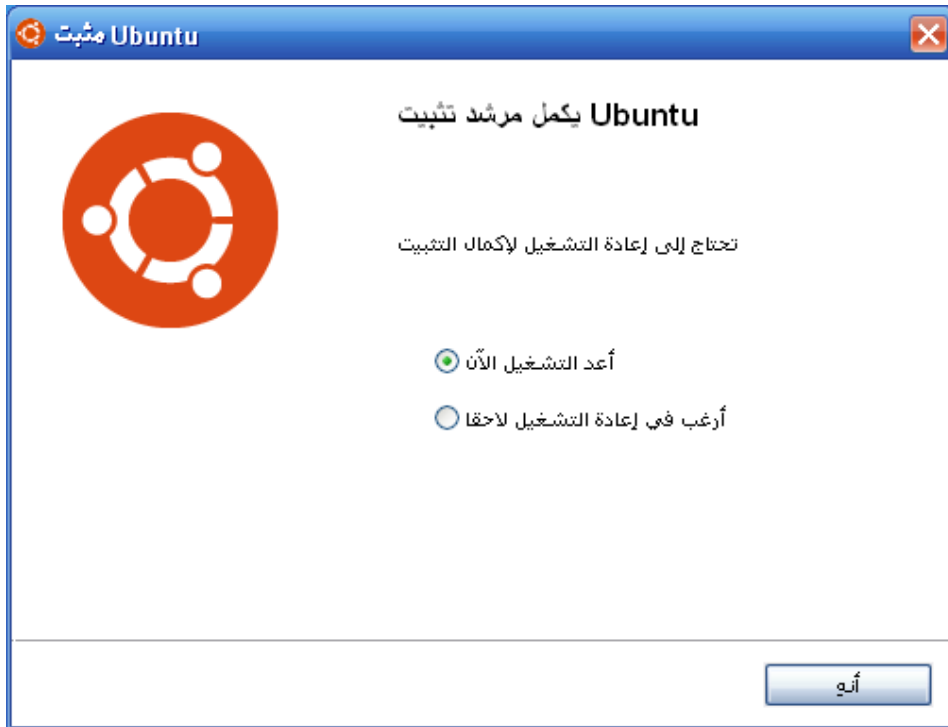 مثبت Ubuntu
يكمل مرشد تثبيت Ubuntu
تحتاج إلى إعادة التشغيل لإكمال التثبيت
أعد التشغيل الآن
أرغب في إعادة التشغيل لاحقا
أنه